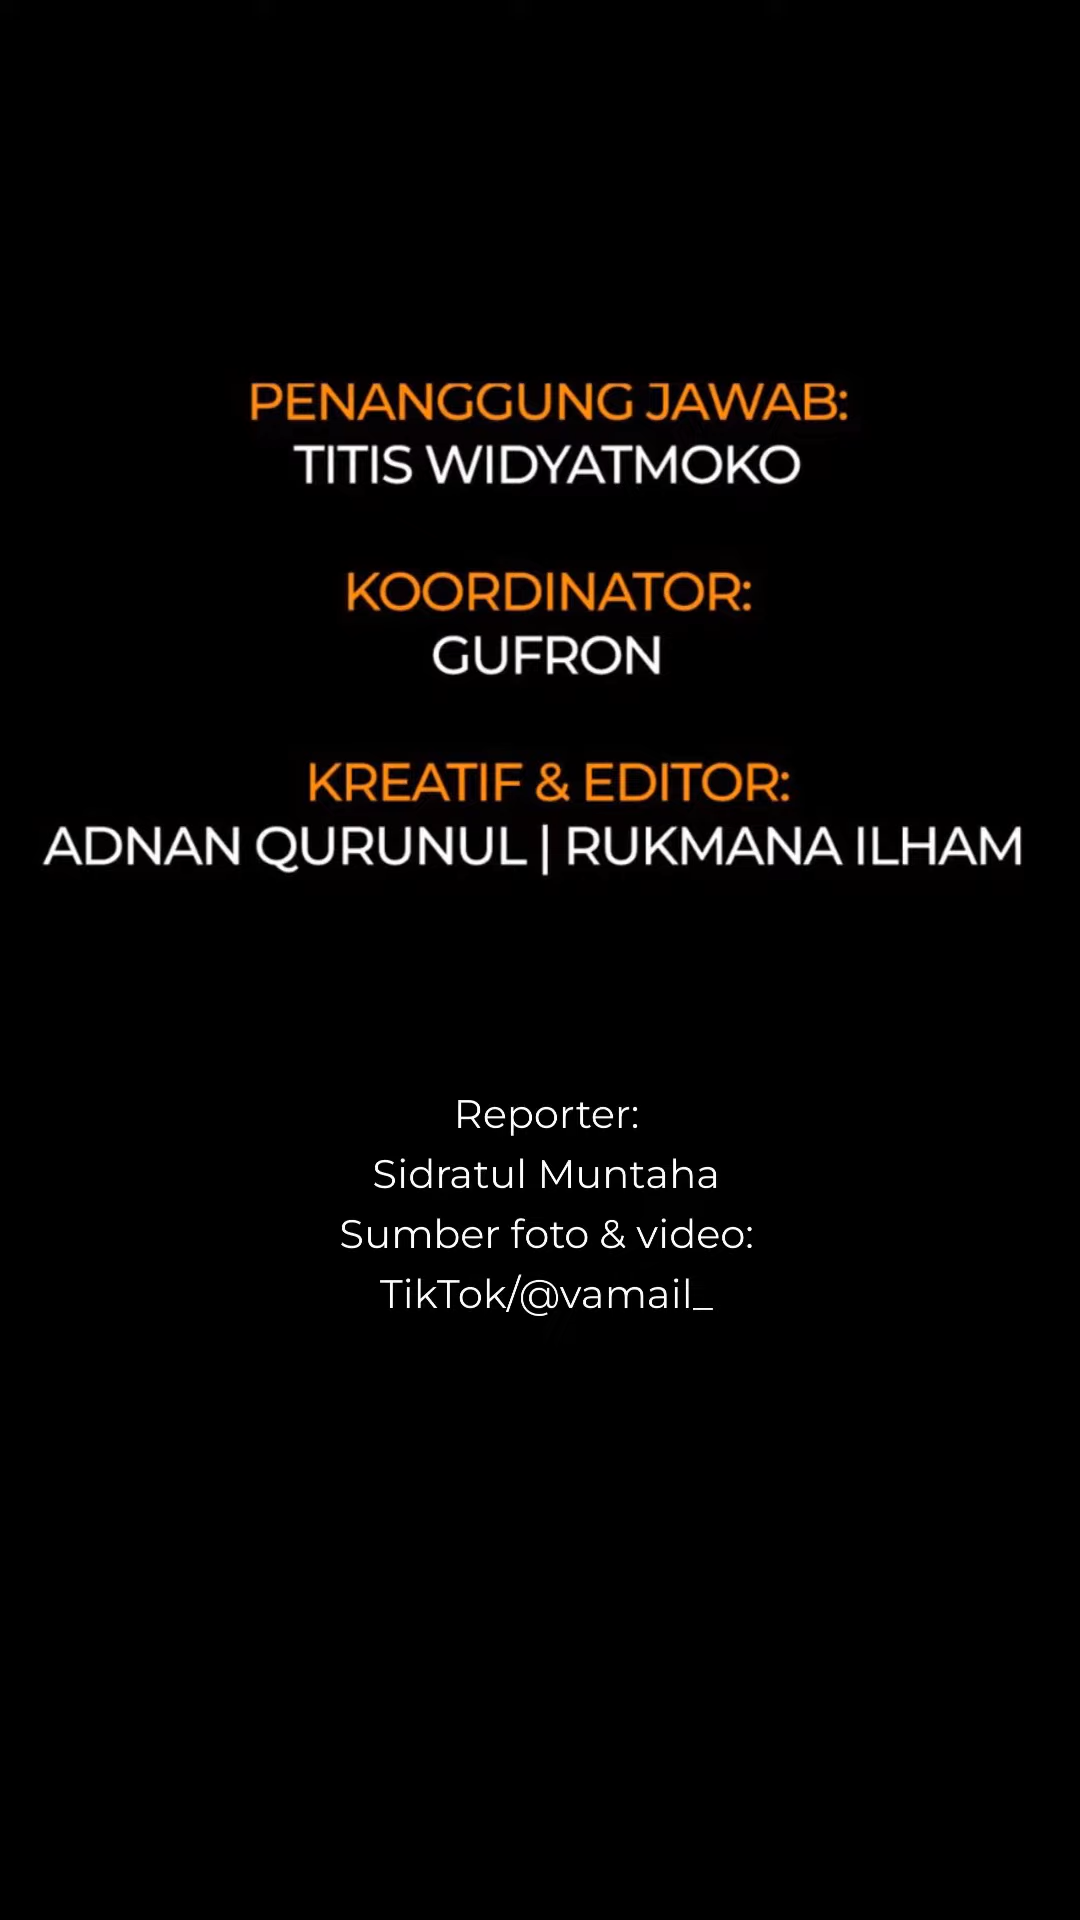 PENANGGUNG JAWAB:
TITIS WIDYATMOKO
KOORDINATOR:
GUFRON
KREATIF & EDITOR:
ADNAN QURUNUL | RUKMANA ILHAM
Reporter:
Sidratul Muntaha
Sumber foto & video:
TikTok/@vamail_